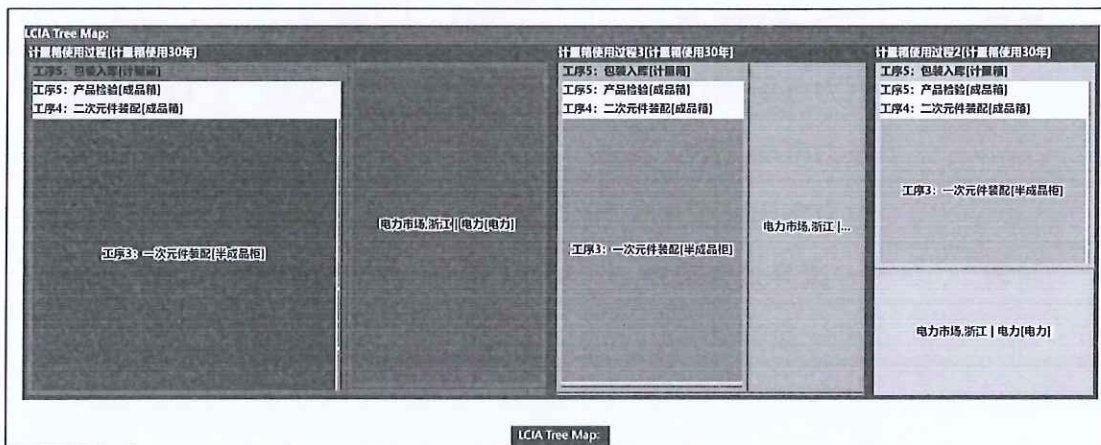 LCIA Tree Map:
计量箱使用过程[计量箱使用30年]
工序5：包装入库[计量箱]
工序5：产品检验[成品箱]
工序4：二次元件装配[成品箱]
工序3：一次元件装配[半成品柜]
电力市场,浙江 || 电力[电力]
计量箱使用过程3[计量箱使用30年]
工序5：包装入库[计量箱]
工序5：产品检验[成品箱]
工序4：二次元件装配[成品箱]
工序3：一次元件装配[半成品柜]
电力市场,浙江 |...
计量箱使用过程2[计量箱使用30年]
工序5：包装入库[计量箱]
工序5：产品检验[成品箱]
工序4：二次元件装配[成品箱]
工序3：一次元件装配[半成品柜]
电力市场,浙江 | 电力[电力]
LCIA Tree Map: